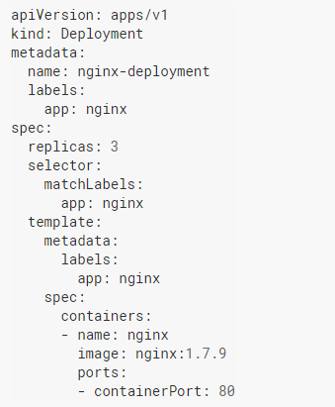 apiVersion: apps/v1
kind: Deployment
metadata:
  name: nginx-deployment
  labels:
    app: nginx
spec:
  replicas: 3
  selector:
    matchLabels:
      app: nginx
  template:
    metadata:
      labels:
        app: nginx
    spec:
      containers:
      - name: nginx
        image: nginx:1.7.9
        ports:
        - containerPort: 80